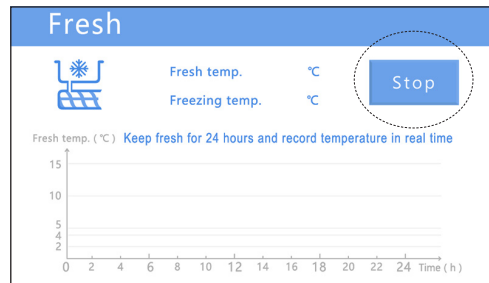 Fresh
Fresh temp. ℃
Stop
Freezing temp. ℃
Fresh temp. ( ℃ ) Keep fresh for 24 hours and record temperature in real time
15
10
5
4
2
0 2 4 6 8 10 12 14 16 18 20 22 24 Time ( h )